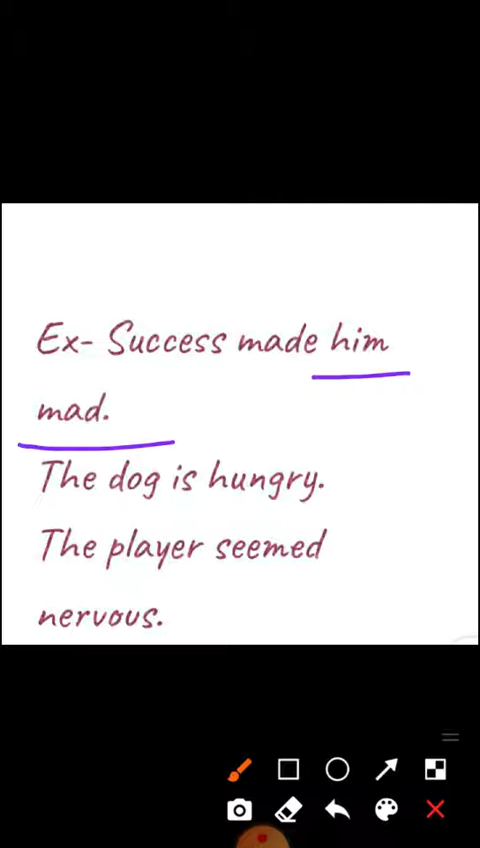 Ex- Success made him
mad.
The dog is hungry.
The player seemed
nervous.